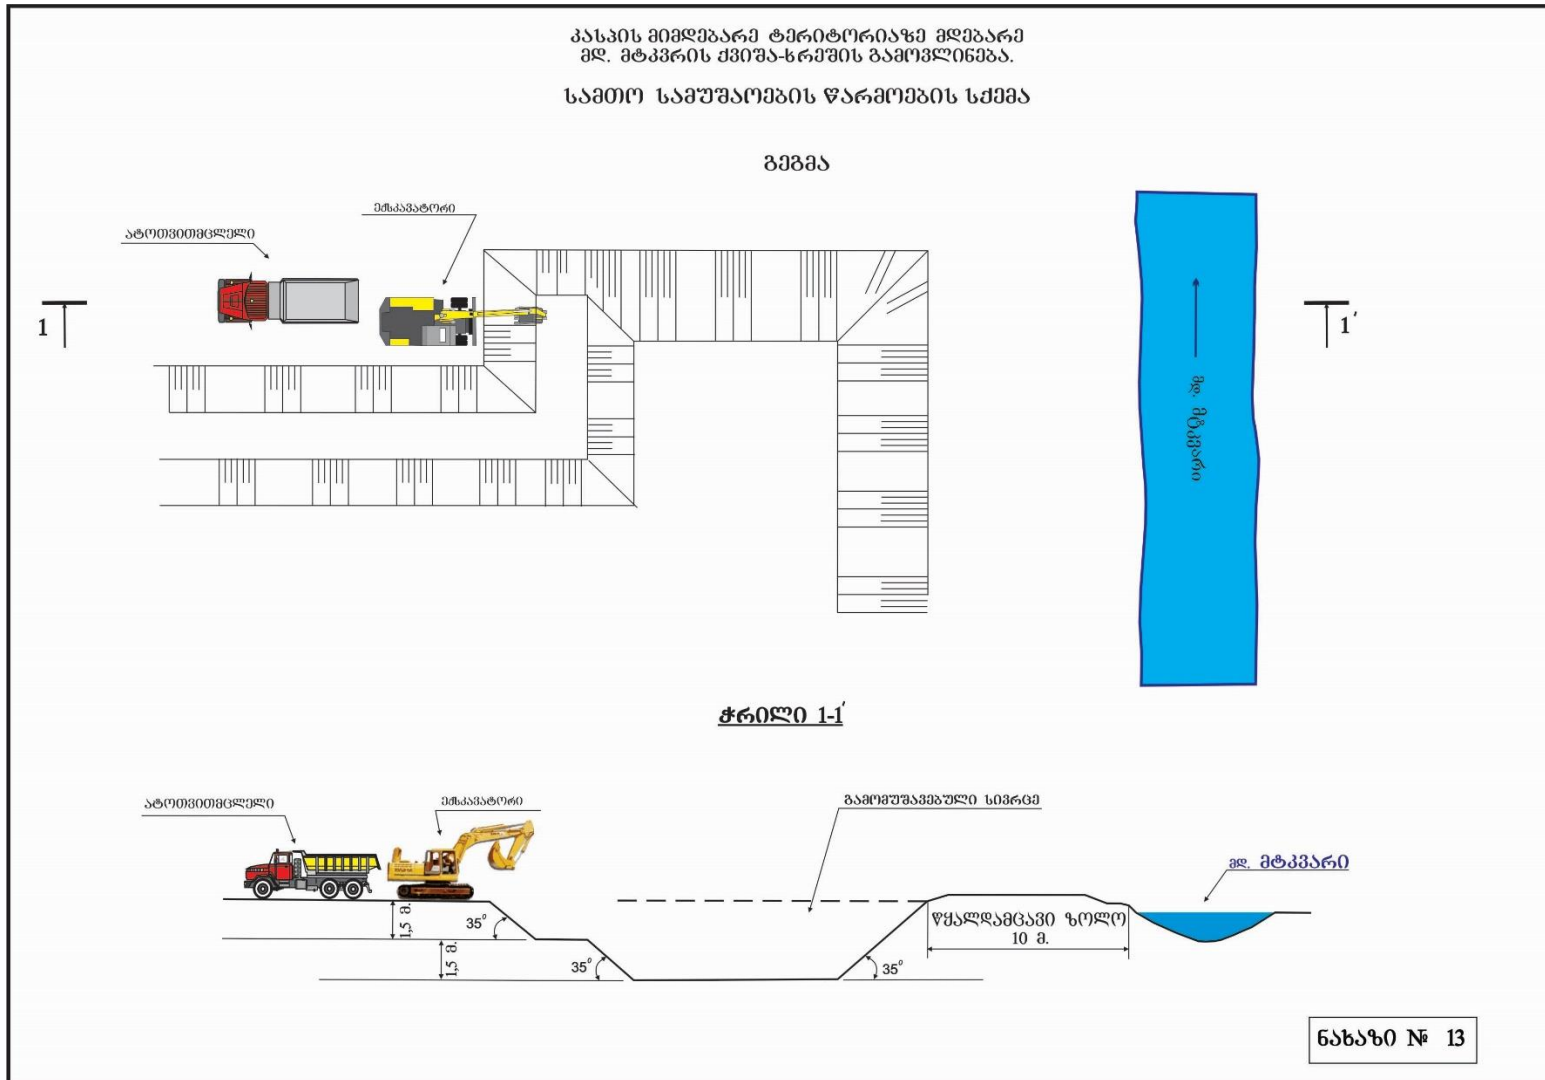 კასპის მიმდებარე ტერიტორიაზე მდებარე
მდ. მტკვრის ქვიშა-ხრეშის გამოვლინება.
სამთო სამუშაოების წარმოების სქემა
გეგმა
ექსკავატორი
ატოთვითმცლელი
1
1'
მდ. მტკვარი
ჭრილი 1-1'
ატოთვითმცლელი
ექსკავატორი
გამომუშავებული სივრცე
მდ. მტკვარი
1,5 მ.
35°
წყალდამცავი ზოლი
10 მ.
1,5 მ.
35°
35°
ნახაზი № 13